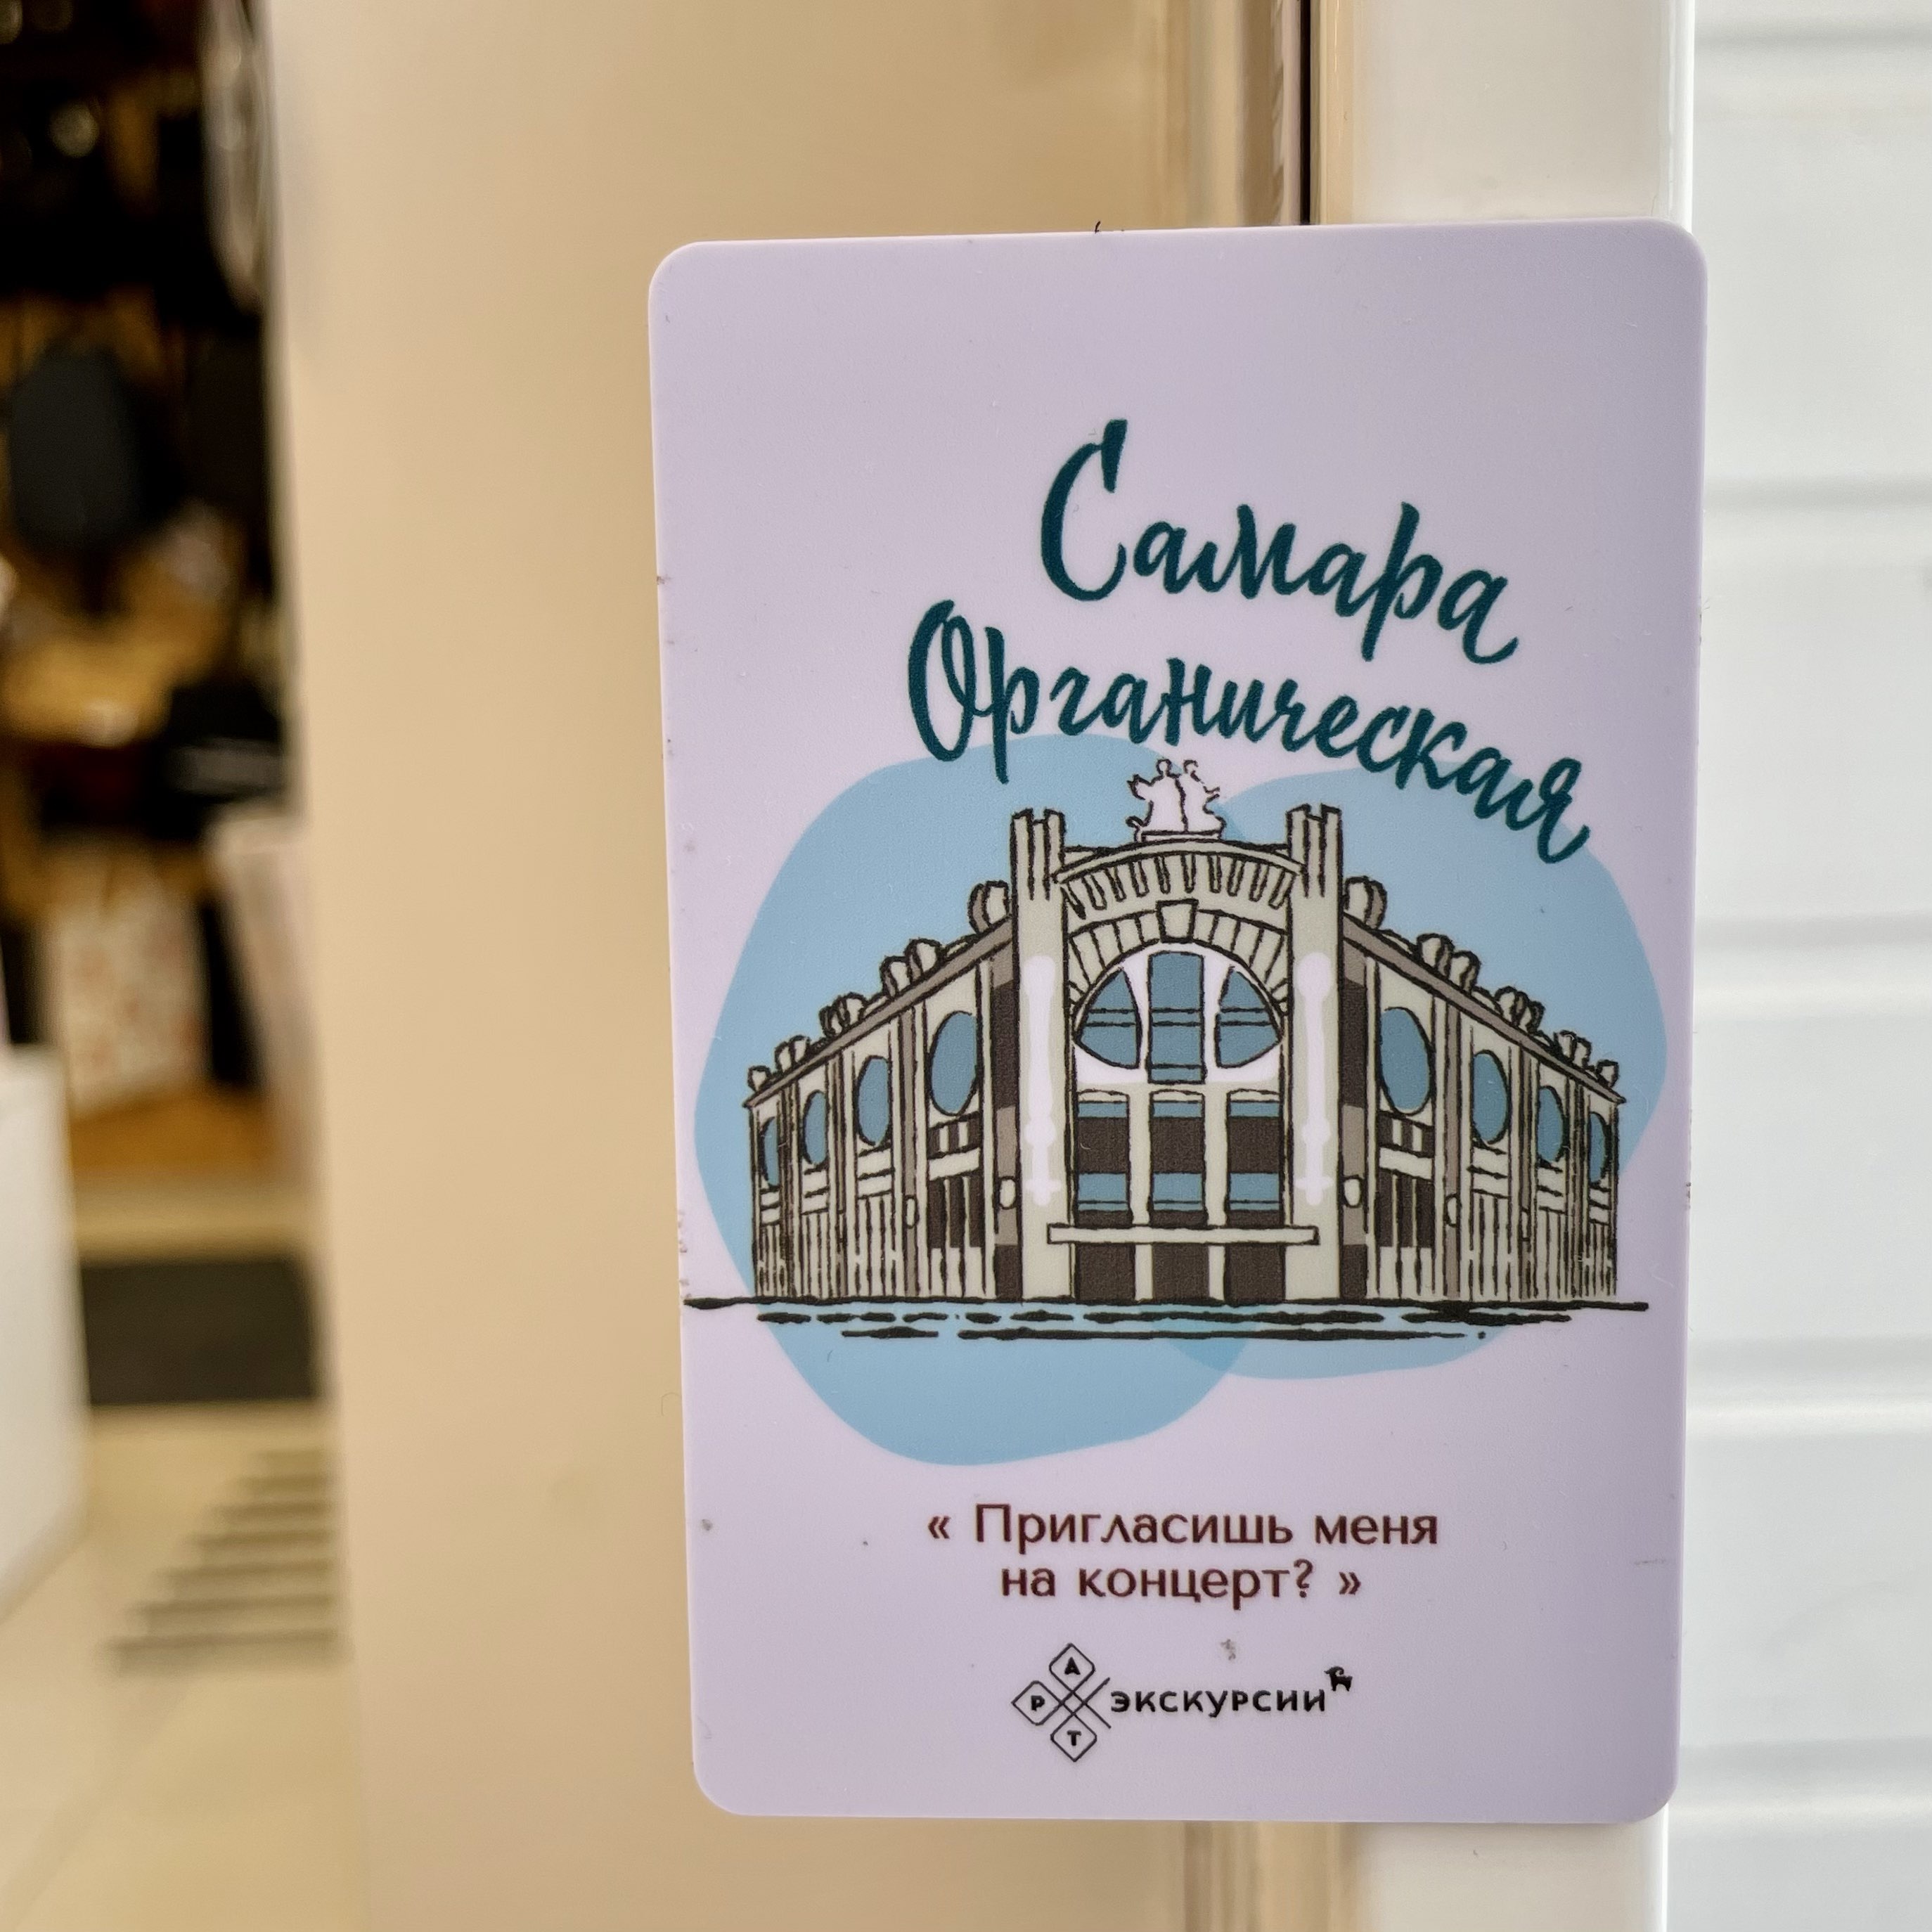 Самара
Органическая
« Пригласишь меня
на концерт? »
АРТ ЭКСКУРСИИ